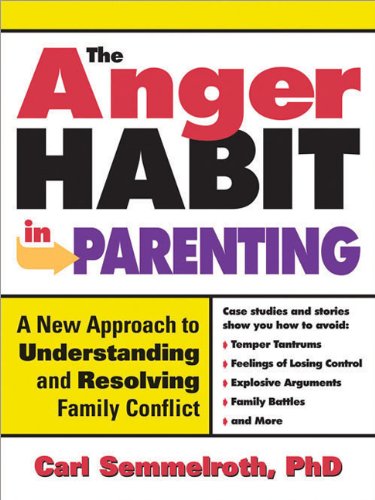 The
Anger
HABIT
in PARENTING
A New Approach to
Understanding
and Resolving
Family Conflict
Case studies and stories
show you how to avoid:
Temper Tantrums
Feelings of Losing Control
Explosive Arguments
Family Battles
and More
Carl Semmelroth, PhD